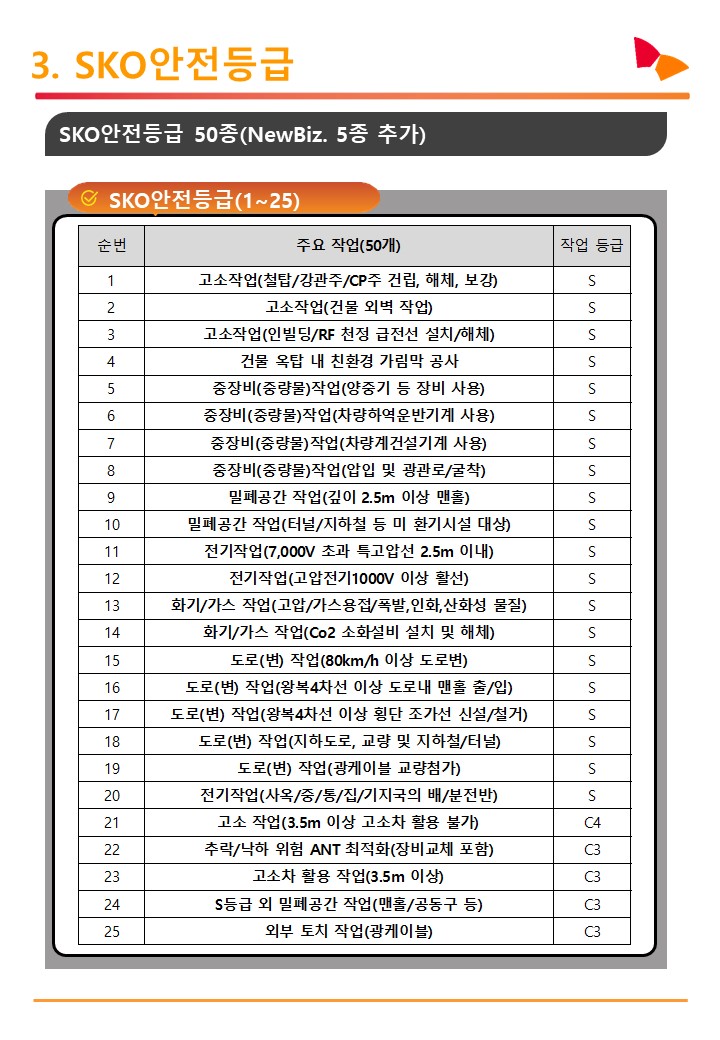 3. SKO안전등급
SKO안전등급 50종(NewBiz. 5종 추가)
SKO안전등급(1~25)
순번 주요 작업(50개) 작업 등급
1 고소작업(철탑/강관주/CP주 건립, 해체, 보강) S
2 고소작업(건물 외벽 작업) S
3 고소작업(인빌딩/RF 천정 급전선 설치/해체) S
4 건물 옥탑 내 친환경 가림막 공사 S
5 중장비(중량물)작업(양중기 등 장비 사용) S
6 중장비(중량물)작업(차량하역운반기계 사용) S
7 중장비(중량물)작업(차량계건설기계 사용) S
8 중장비(중량물)작업(압입 및 광관로/굴착) S
9 밀폐공간 작업(깊이 2.5m 이상 맨홀) S
10 밀폐공간 작업(터널/지하철 등 미 환기시설 대상) S
11 전기작업(7,000V 초과 특고압선 2.5m 이내) S
12 전기작업(고압전기1000V 이상 활선) S
13 화기/가스 작업(고압/가스용접/폭발,인화,산화성 물질) S
14 화기/가스 작업(Co2 소화설비 설치 및 해체) S
15 도로(변) 작업(80km/h 이상 도로변) S
16 도로(변) 작업(왕복4차선 이상 도로내 맨홀 출/입) S
17 도로(변) 작업(왕복4차선 이상 횡단 조가선 신설/철거) S
18 도로(변) 작업(지하도로, 교량 및 지하철/터널) S
19 도로(변) 작업(광케이블 교량첨가) S
20 전기작업(사옥/중/통/집/기지국의 배/분전반) S
21 고소 작업(3.5m 이상 고소차 활용 불가) C4
22 추락/낙하 위험 ANT 최적화(장비교체 포함) C3
23 고소차 활용 작업(3.5m 이상) C3
24 S등급 외 밀폐공간 작업(맨홀/공동구 등) C3
25 외부 토치 작업(광케이블) C3